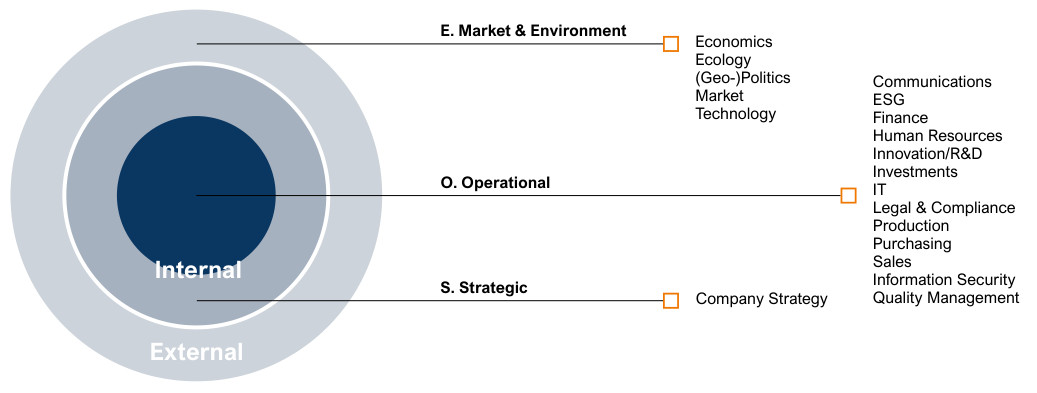 E. Market & Environment
Economics
Ecology
(Geo-)Politics
Market
Technology
O. Operational
Communications
ESG
Finance
Human Resources
Innovation/R&D
Investments
IT
Legal & Compliance
Production
Purchasing
Sales
Information Security
Quality Management
Internal
S. Strategic
Company Strategy
External